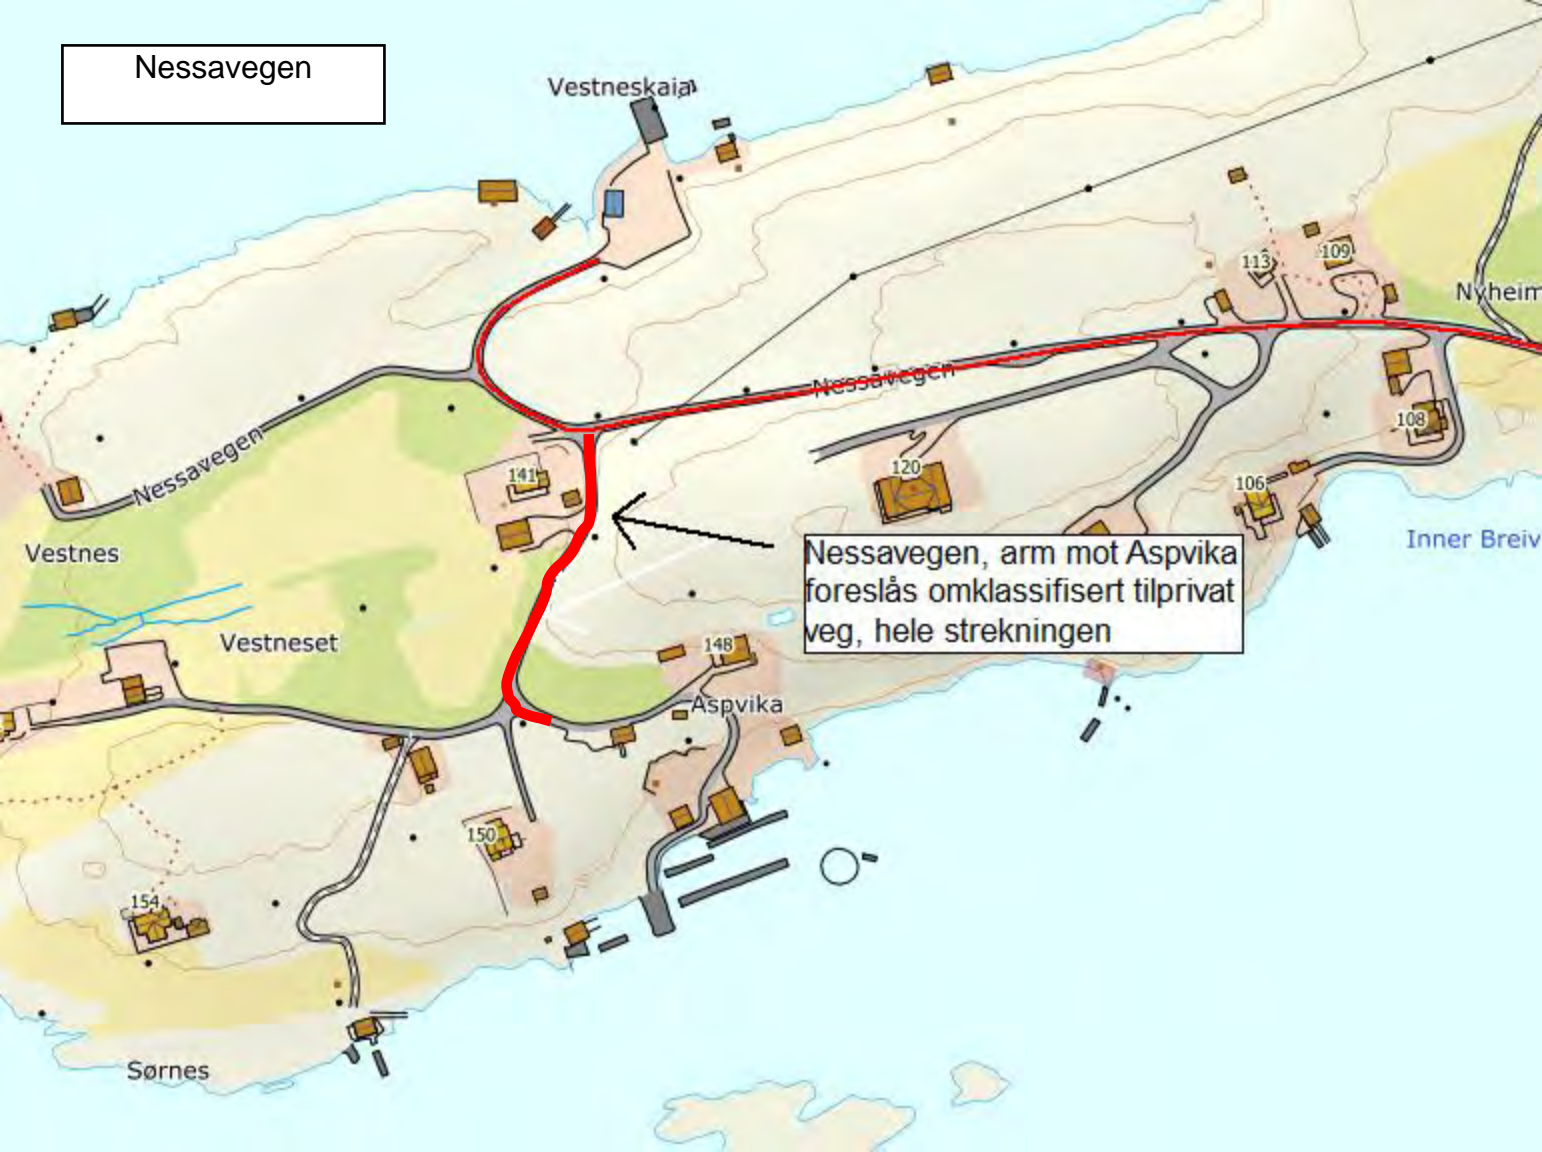 Nessavegen
Vestneskaia
109
113
Nyheim
Nessavegen
108
141
120
106
Nessavegen
Vestnes
Inner Breiv
Nessavegen, arm mot Aspvika
foreslås omklassifisert tilprivat
veg, hele strekningen
Vestneset
148
Aspvika
150
154
Sørnes